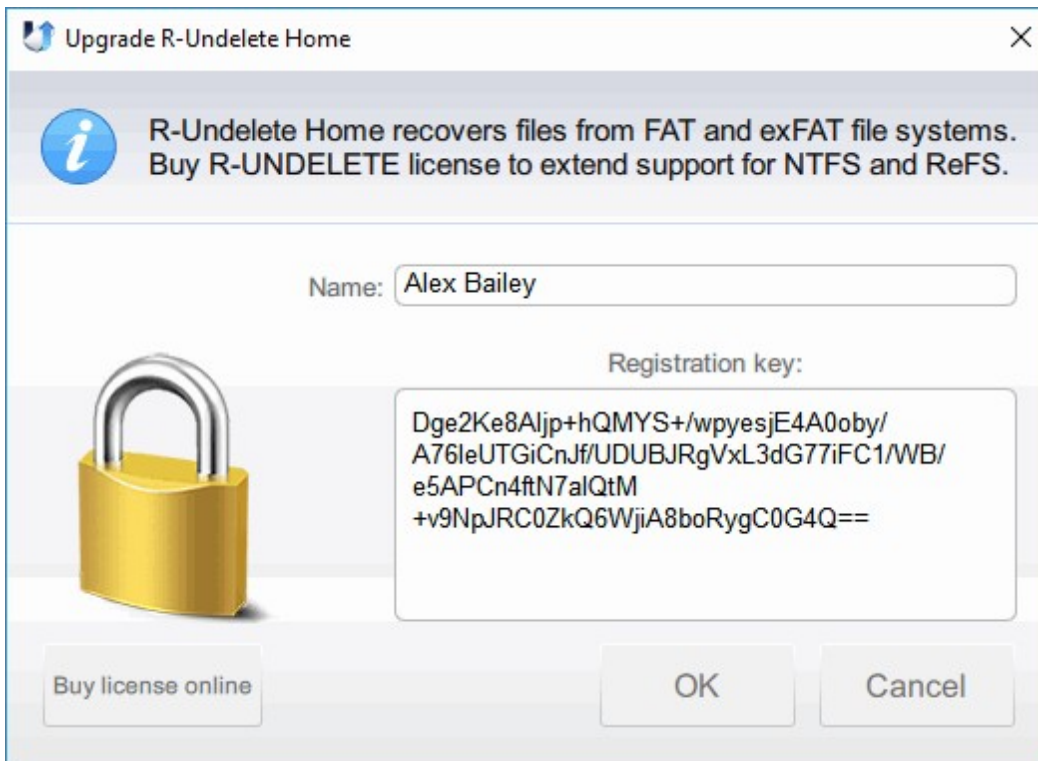 Upgrade R-Undelete Home
R-Undelete Home recovers files from FAT and exFAT file systems.
Buy R-UNDELETE license to extend support for NTFS and ReFS.
Name: Alex Bailey
Registration key:
Dge2Ke8AIjp+hQMYS+/wpyesjE4A0oby/
A76IeUTGiCnJf/UDUBJRgVxL3dG77iFC1/WB/
e5APCn4ftN7alQtM
+v9NpJRC0ZkQ6WjiA8boRygC0G4Q==
Buy license online
OK
Cancel